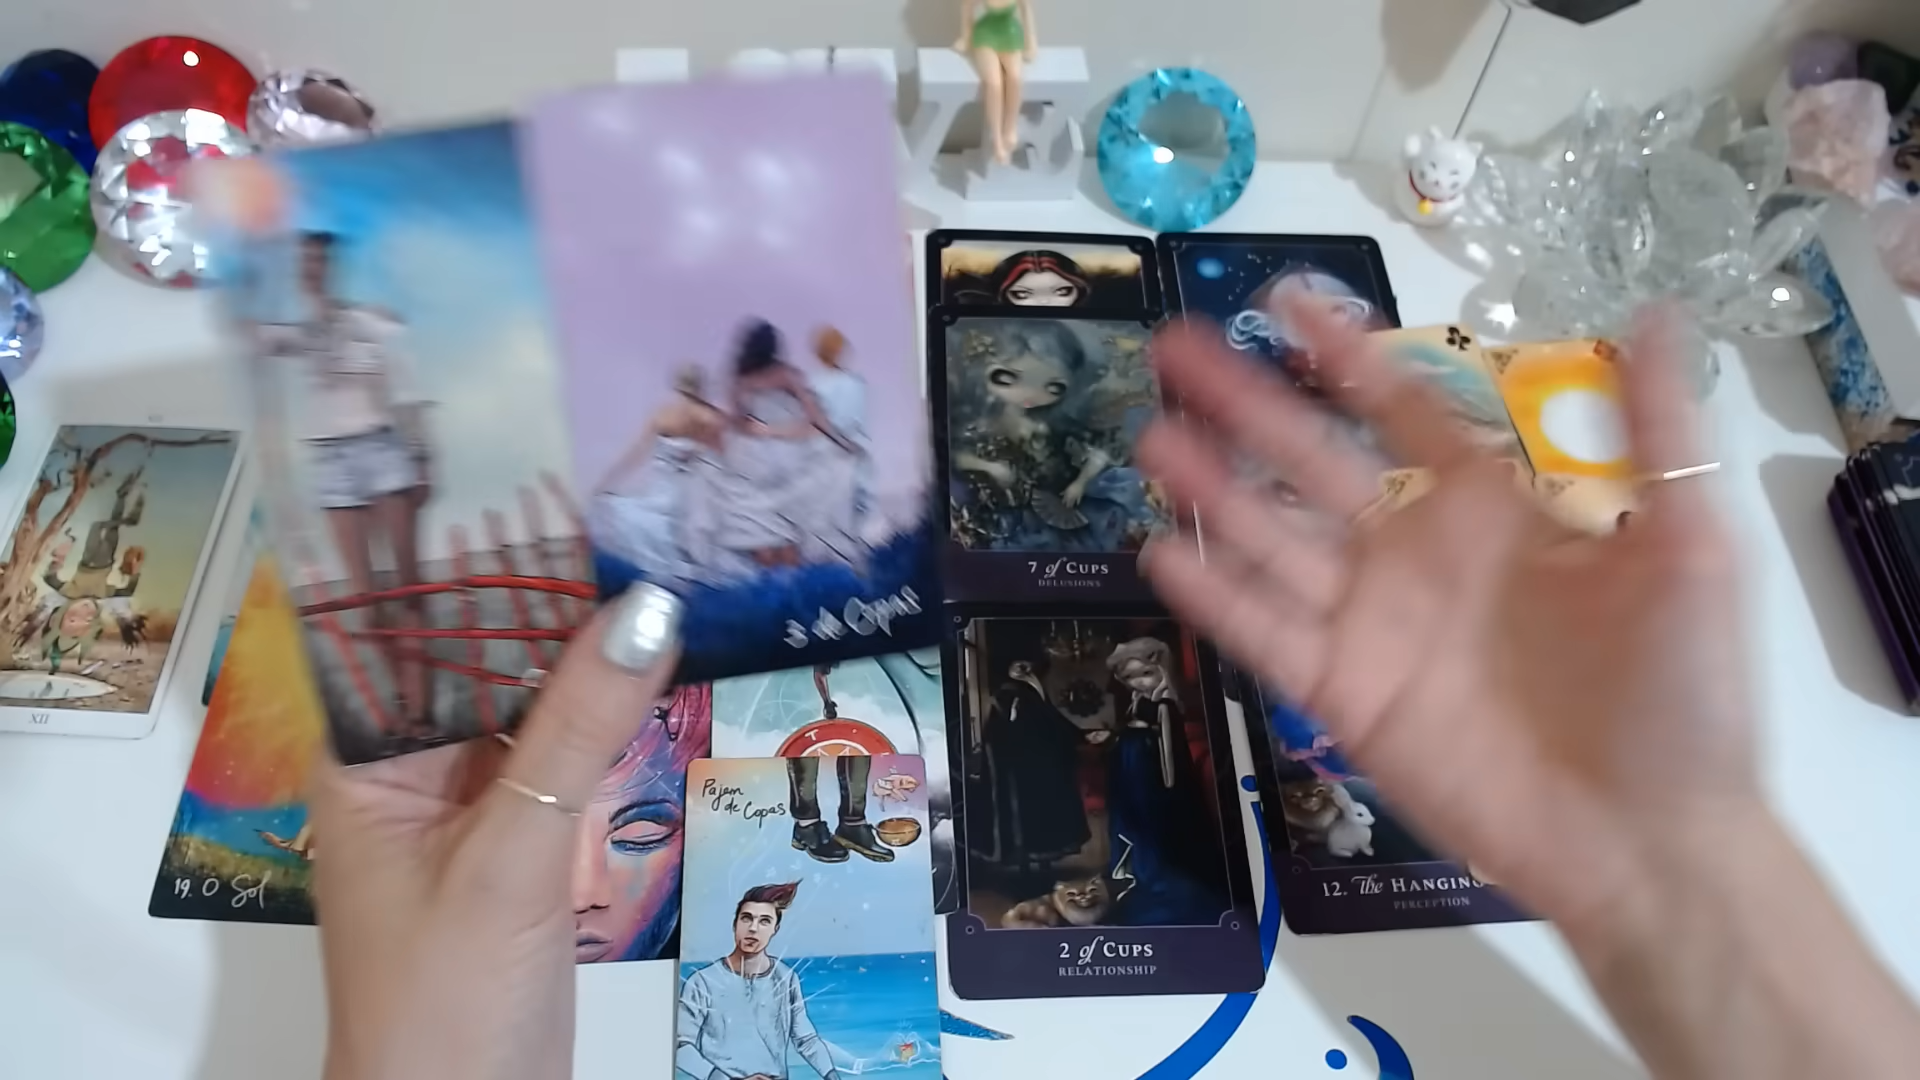 3 de Copas
7 of CUPS
DELUSIONS
XII
Pajem
de Copas
19. O Sol
12. The HANGING
PERCEPTION
2 of CUPS
RELATIONSHIP